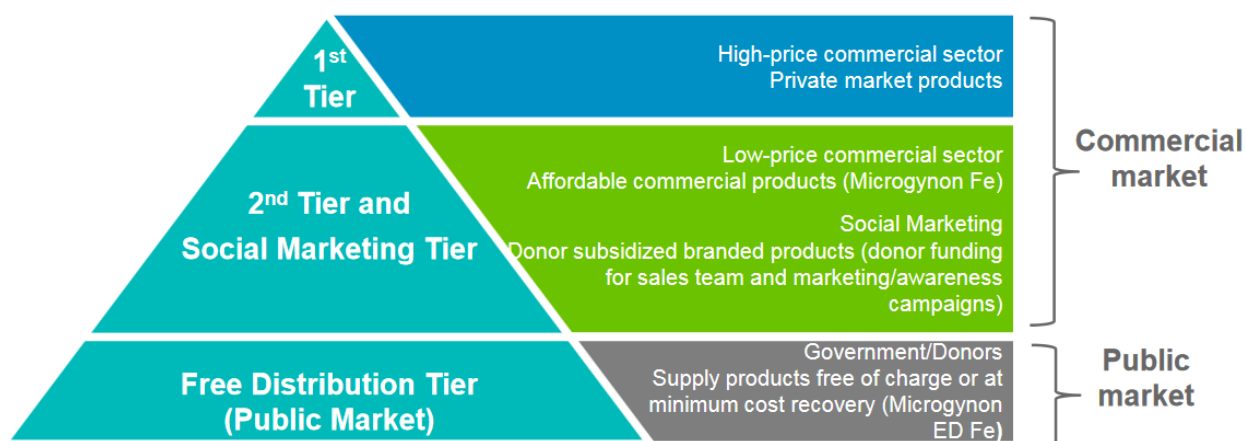 1st
Tier
High-price commercial sector
Private market products
2nd Tier and
Social Marketing Tier
Low-price commercial sector
Affordable commercial products (Microgynon Fe)
Social Marketing
Donor subsidized branded products (donor funding
for sales team and marketing/awareness
campaigns)
Commercial
market
Free Distribution Tier
(Public Market)
Government/Donors
Supply products free of charge or at
minimum cost recovery (Microgynon
ED Fe)
Public
market